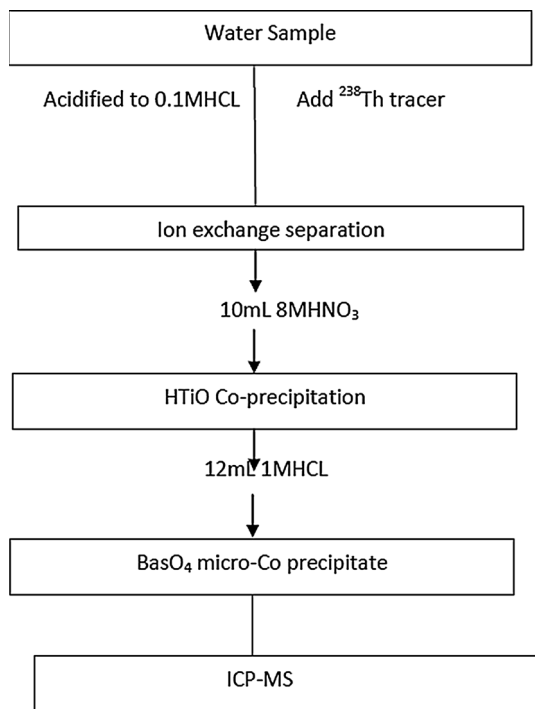 Water Sample
Acidified to 0.1MHCL Add ²³⁸Th tracer
Ion exchange separation
10mL 8MHNO₃
HTiO Co-precipitation
12mL 1MHCL
BasO₄ micro-Co precipitate
ICP-MS